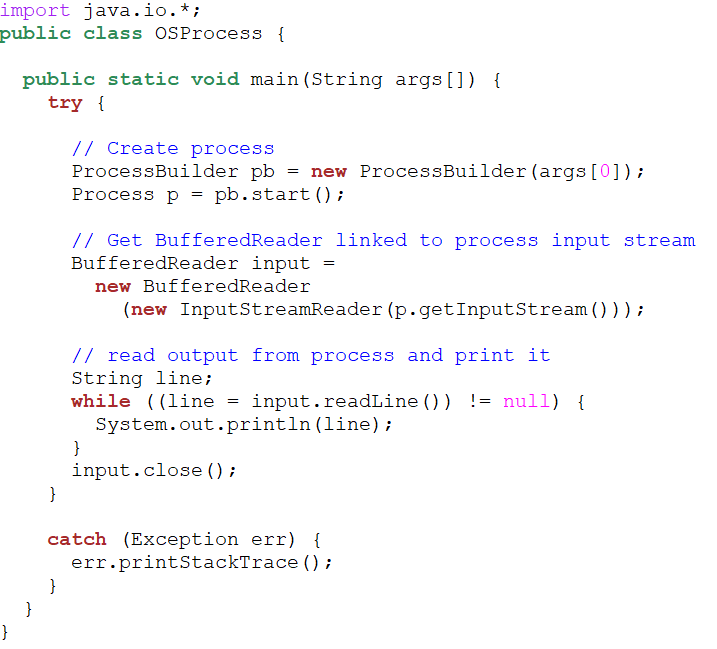 import java.io.*;
public class OSProcess {
public static void main(String args[]) {
try {
// Create process
ProcessBuilder pb = new ProcessBuilder(args[0]);
Process p = pb.start();
// Get BufferedReader linked to process input stream
BufferedReader input =
new BufferedReader
(new InputStreamReader(p.getInputStream()));
// read output from process and print it
String line;
while ((line = input.readLine()) != null) {
System.out.println(line);
}
input.close();
}
catch (Exception err) {
err.printStackTrace();
}
}
}